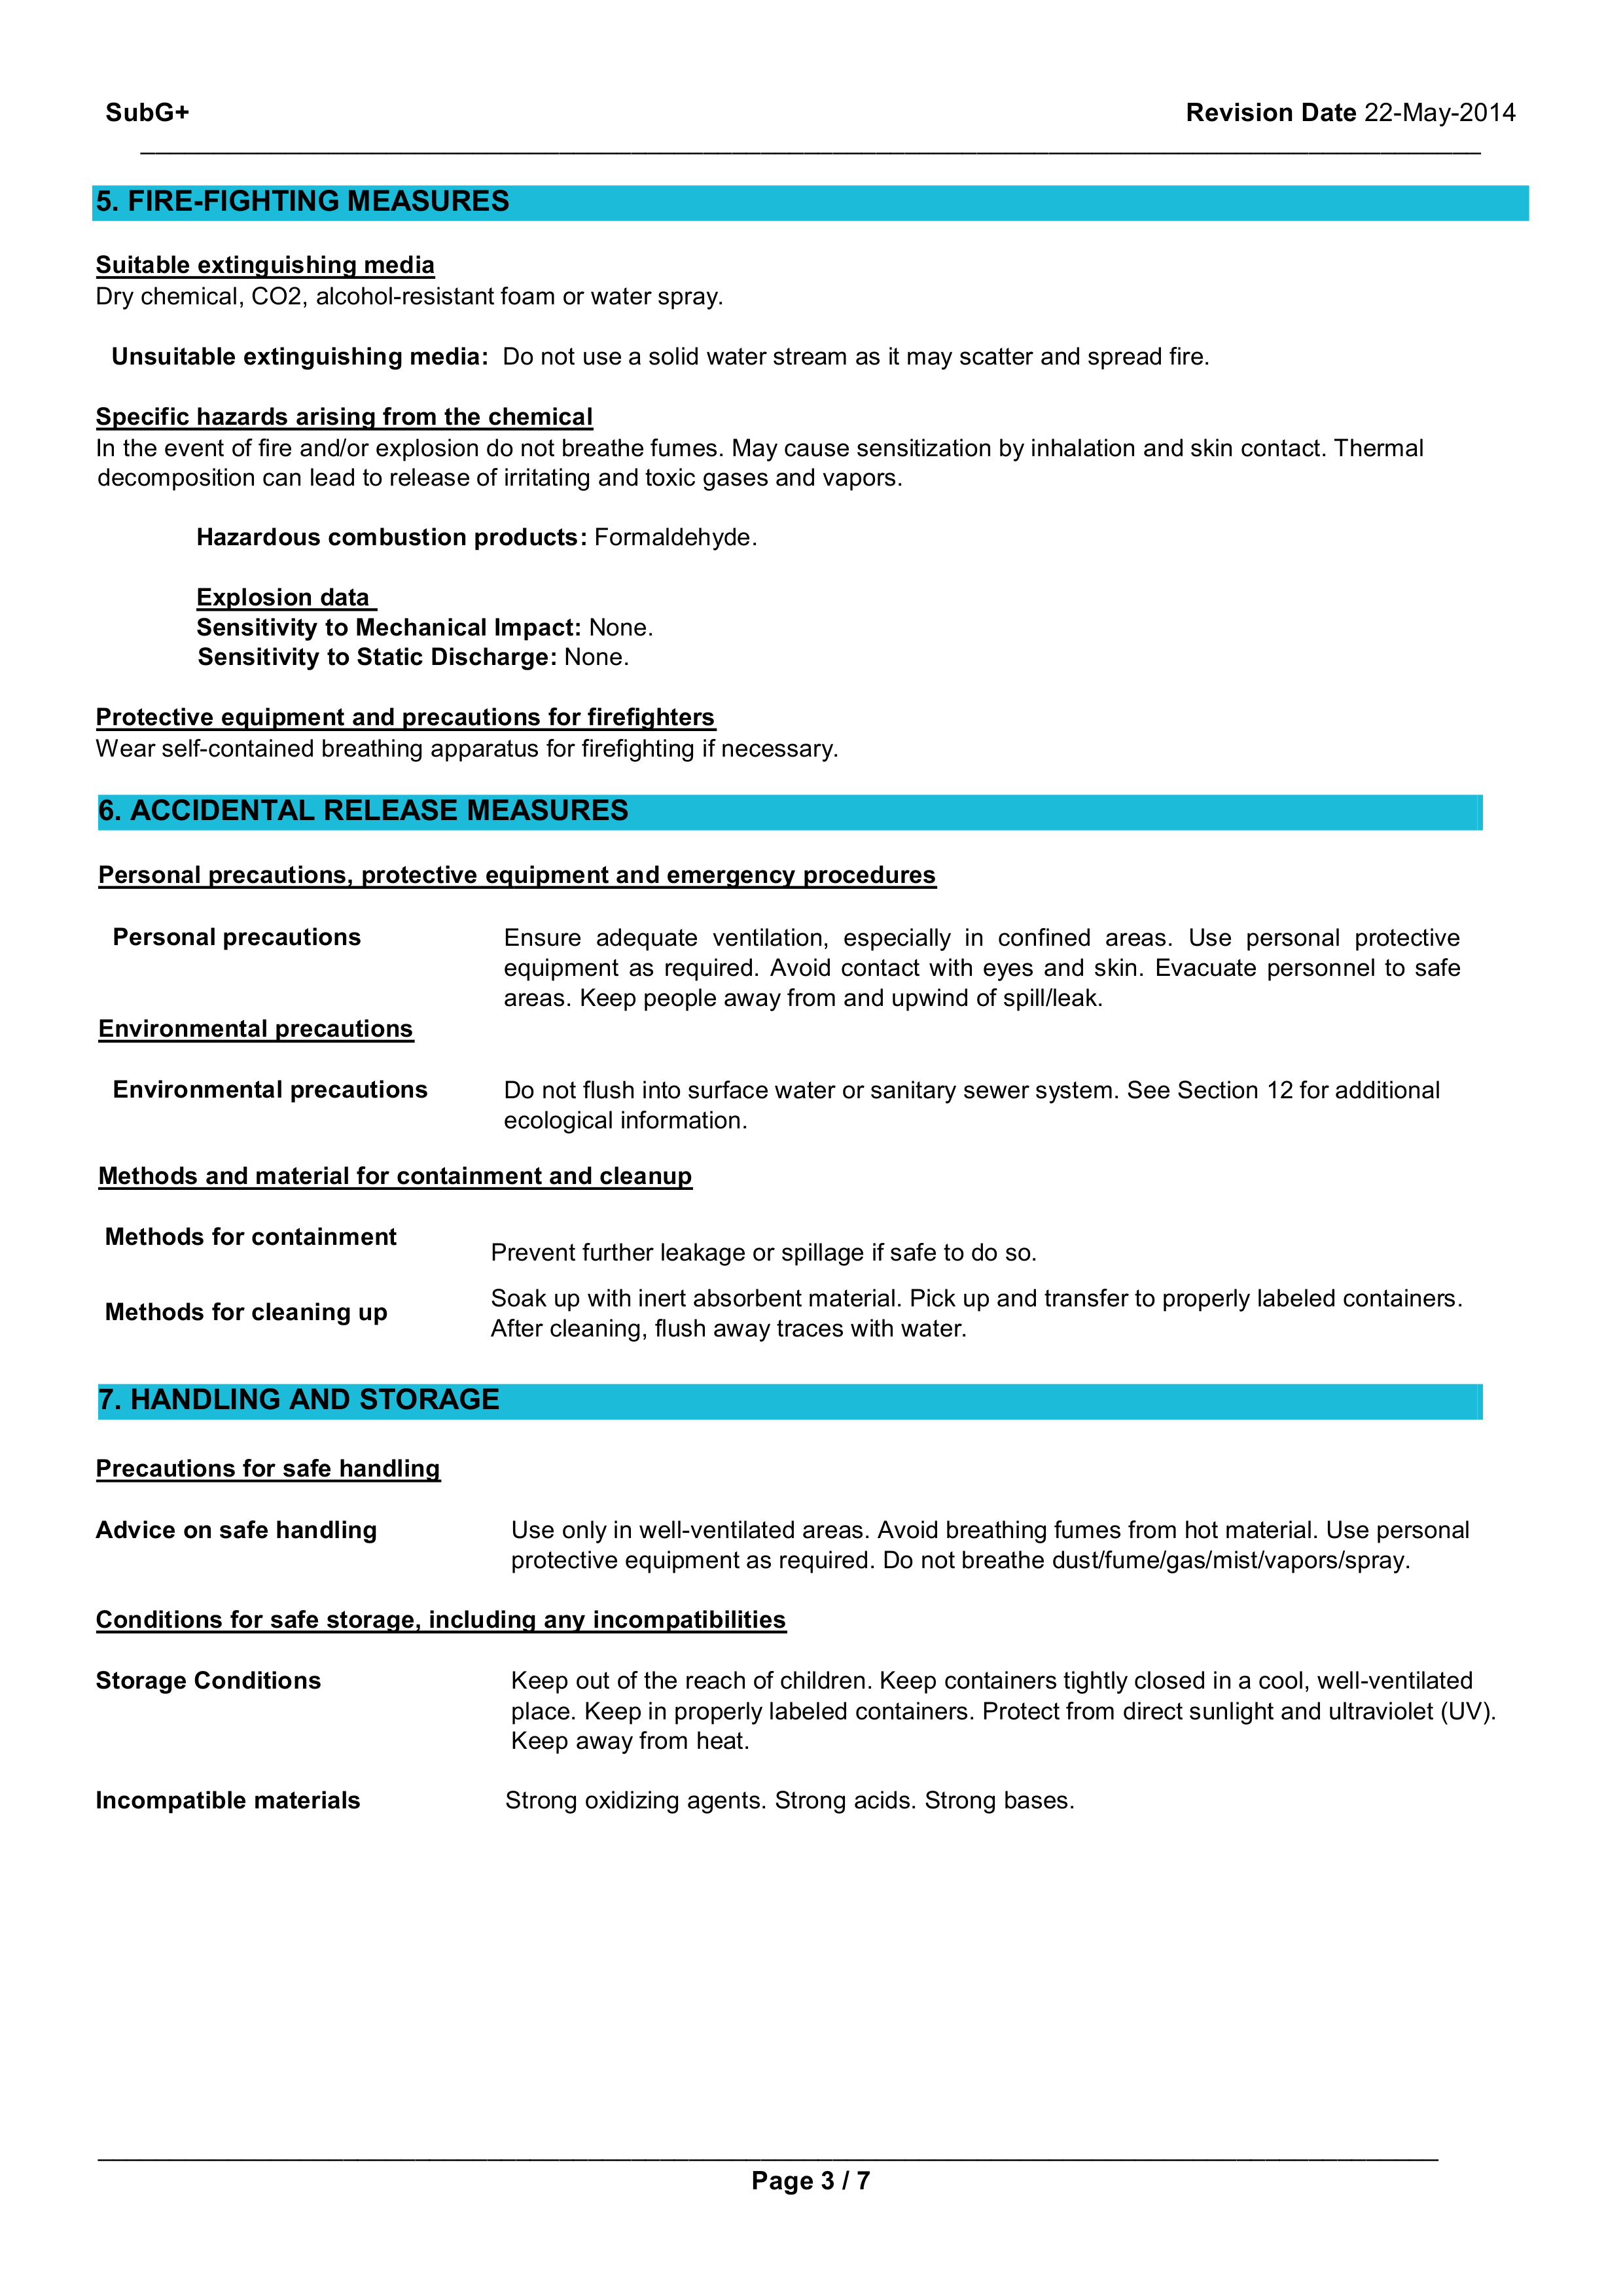 SubG+ Revision Date 22-May-2014
5. FIRE-FIGHTING MEASURES
Suitable extinguishing media
Dry chemical, CO2, alcohol-resistant foam or water spray.
Unsuitable extinguishing media: Do not use a solid water stream as it may scatter and spread fire.
Specific hazards arising from the chemical
In the event of fire and/or explosion do not breathe fumes. May cause sensitization by inhalation and skin contact. Thermal
decomposition can lead to release of irritating and toxic gases and vapors.
Hazardous combustion products: Formaldehyde.
Explosion data
Sensitivity to Mechanical Impact: None.
Sensitivity to Static Discharge: None.
Protective equipment and precautions for firefighters
Wear self-contained breathing apparatus for firefighting if necessary.
6. ACCIDENTAL RELEASE MEASURES
Personal precautions, protective equipment and emergency procedures
Personal precautions Ensure adequate ventilation, especially in confined areas. Use personal protective
equipment as required. Avoid contact with eyes and skin. Evacuate personnel to safe
areas. Keep people away from and upwind of spill/leak.
Environmental precautions
Environmental precautions Do not flush into surface water or sanitary sewer system. See Section 12 for additional
ecological information.
Methods and material for containment and cleanup
Methods for containment
Prevent further leakage or spillage if safe to do so.
Methods for cleaning up
Soak up with inert absorbent material. Pick up and transfer to properly labeled containers.
After cleaning, flush away traces with water.
7. HANDLING AND STORAGE
Precautions for safe handling
Advice on safe handling Use only in well-ventilated areas. Avoid breathing fumes from hot material. Use personal
protective equipment as required. Do not breathe dust/fume/gas/mist/vapors/spray.
Conditions for safe storage, including any incompatibilities
Storage Conditions Keep out of the reach of children. Keep containers tightly closed in a cool, well-ventilated
place. Keep in properly labeled containers. Protect from direct sunlight and ultraviolet (UV).
Keep away from heat.
Incompatible materials Strong oxidizing agents. Strong acids. Strong bases.
Page 3 / 7